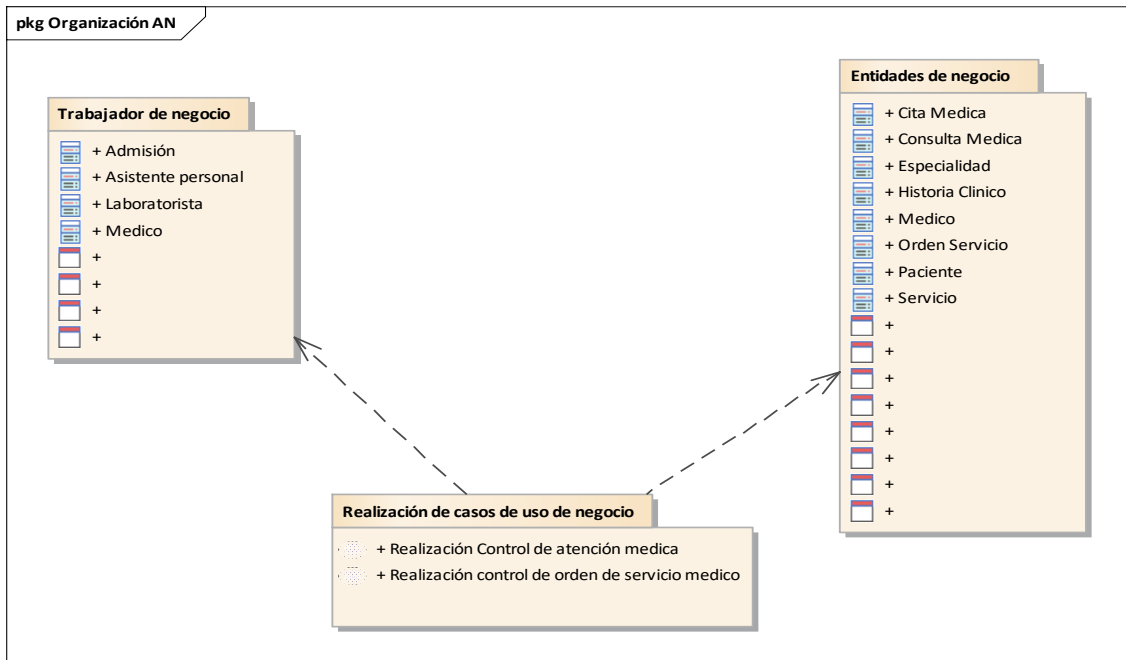 pkg Organización AN
Trabajador de negocio
+ Admisión
+ Asistente personal
+ Laboratorista
+ Medico
+
+
+
+
Entidades de negocio
+ Cita Medica
+ Consulta Medica
+ Especialidad
+ Historia Clinico
+ Medico
+ Orden Servicio
+ Paciente
+ Servicio
+
+
+
+
+
+
+
+
Realización de casos de uso de negocio
+ Realización Control de atención medica
+ Realización control de orden de servicio medico